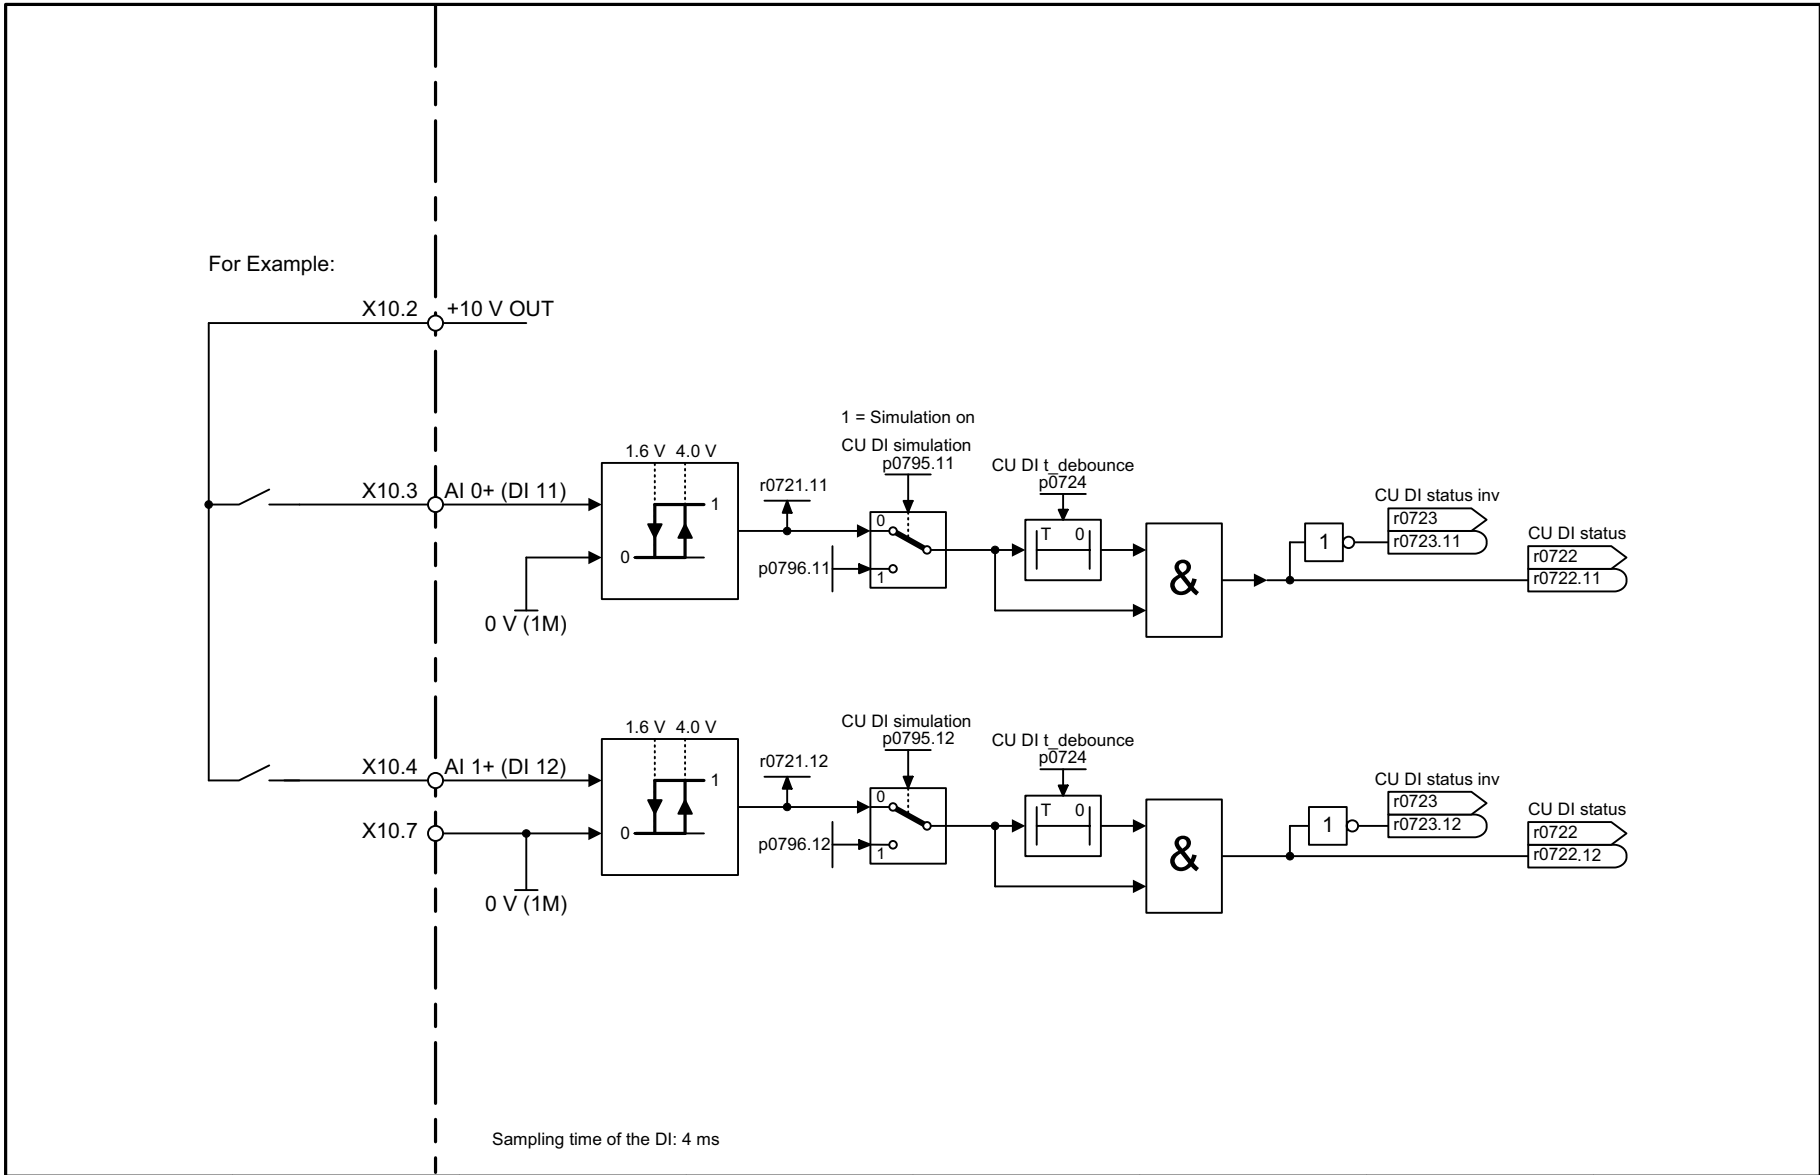 For Example:
X10.2 +10 V OUT
1 = Simulation on
CU DI simulation
p0795.11
1.6 V 4.0 V
CU DI t_debounce
p0724
X10.3 AI 0+ (DI 11)
1
0
r0721.11
0
1
p0796.11
T 0
&
1
CU DI status inv
r0723
r0723.11
CU DI status
r0722
r0722.11
0 V (1M)
CU DI simulation
p0795.12
1.6 V 4.0 V
CU DI t_debounce
p0724
X10.4 AI 1+ (DI 12)
1
0
r0721.12
0
1
p0796.12
T 0
&
1
CU DI status inv
r0723
r0723.12
CU DI status
r0722
r0722.12
X10.7
0 V (1M)
Sampling time of the DI: 4 ms